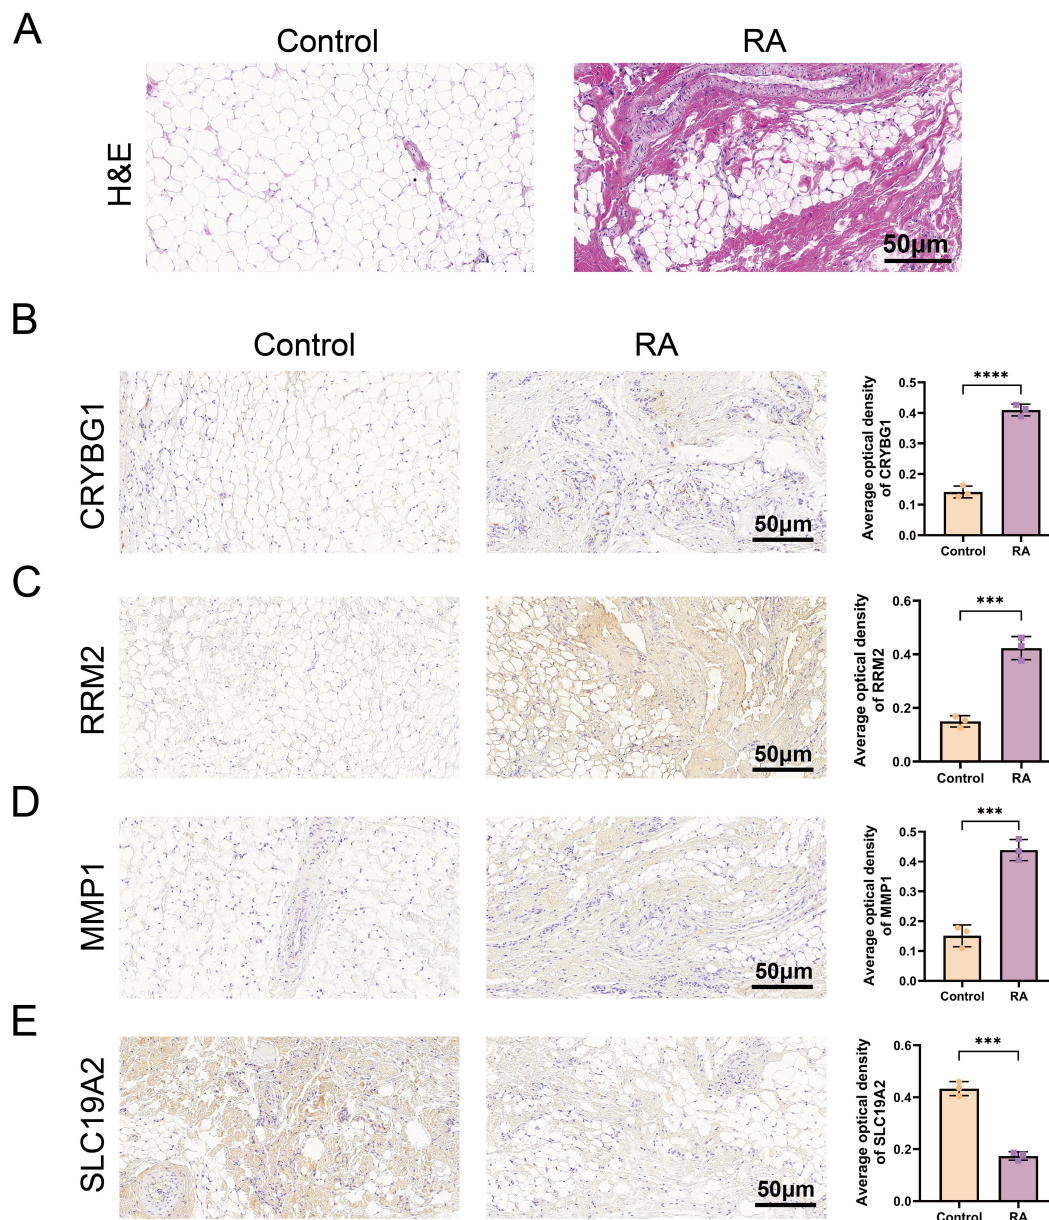 A
Control
RA
H&E
50μm
B
Control
RA
CRYBG1
50μm
Average optical density
of CRYBG1
0.5
0.4
0.3
0.2
0.1
0.0
****
Control
RA
C
RRM2
50μm
Average optical density
of RRM2
0.6
0.4
0.2
0.0
***
Control
RA
D
MMP1
50μm
Average optical density
of MMP1
0.5
0.4
0.3
0.2
0.1
0.0
***
Control
RA
E
SLC19A2
50μm
Average optical density
of SLC19A2
0.6
0.4
0.2
0.0
***
Control
RA